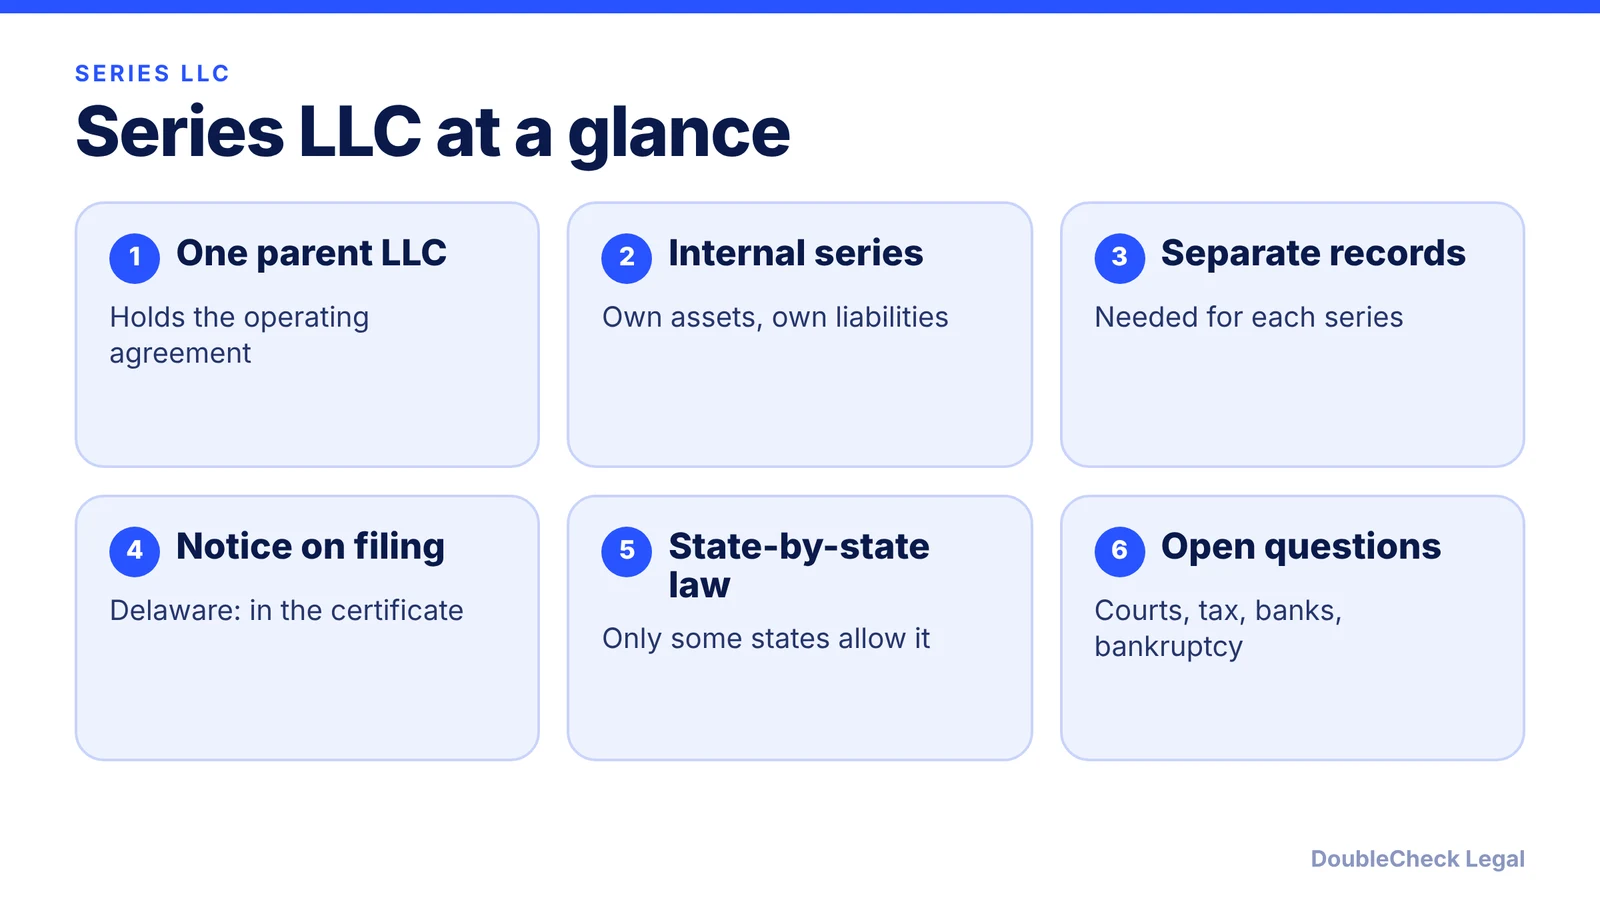 SERIES LLC
Series LLC at a glance
1 One parent LLC
Holds the operating
agreement
2 Internal series
Own assets, own liabilities
3 Separate records
Needed for each series
4 Notice on filing
Delaware: in the certificate
5 State-by-state
law
Only some states allow it
6 Open questions
Courts, tax, banks,
bankruptcy
DoubleCheck Legal